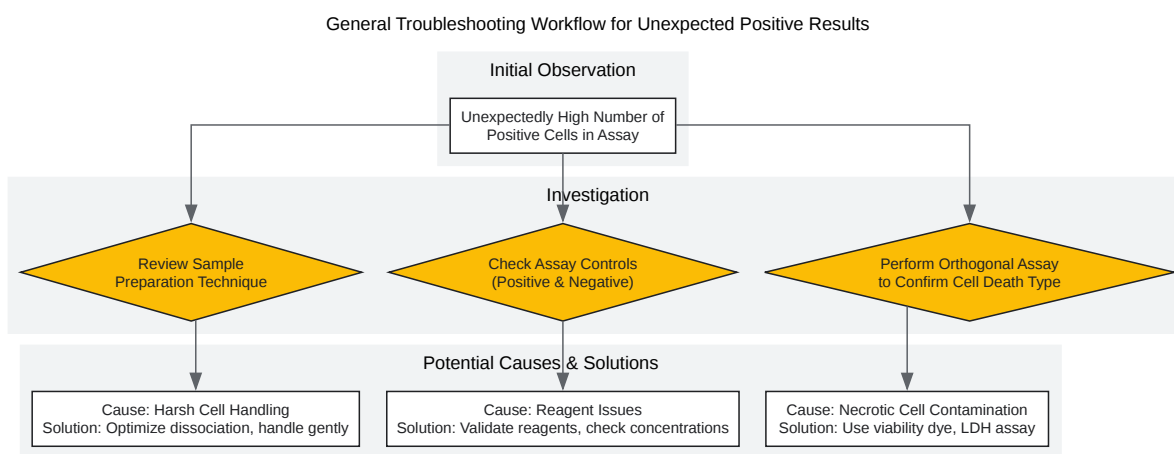 General Troubleshooting Workflow for Unexpected Positive Results
Initial Observation
Unexpectedly High Number of
Positive Cells in Assay
Investigation
Review Sample
Preparation Technique
Check Assay Controls
(Positive & Negative)
Perform Orthogonal Assay
to Confirm Cell Death Type
Potential Causes & Solutions
Cause: Harsh Cell Handling
Solution: Optimize dissociation, handle gently
Cause: Reagent Issues
Solution: Validate reagents, check concentrations
Cause: Necrotic Cell Contamination
Solution: Use viability dye, LDH assay